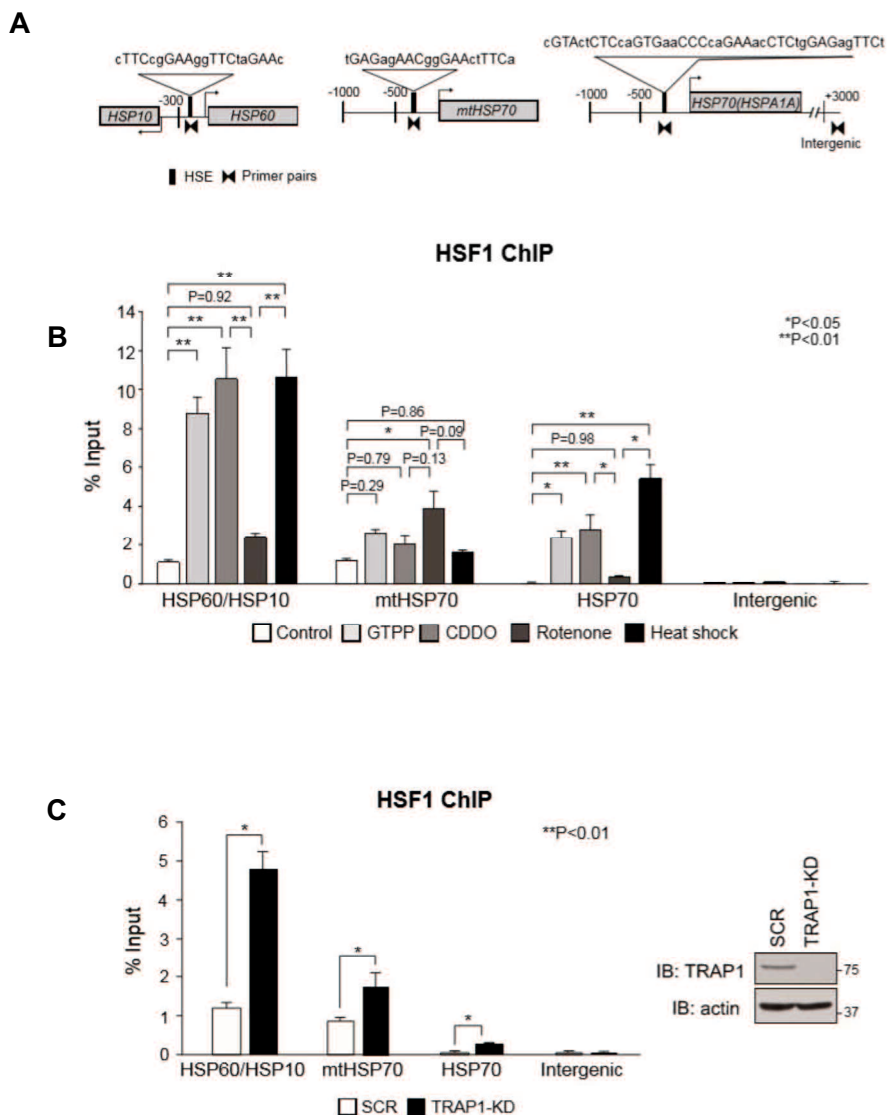 A
cTTCcgGAAggTTCtaGAAc
tGAGagAACggGAActTTCa
cGTActCTCcaGTGaaCCCcaGAAacCTCtgGAGagTTCt
-300
HSP10
HSP60
-1000
-500
mtHSP70
-1000
-500
HSP70(HSPA1A)
+3000
Intergenic
HSE
Primer pairs
HSF1 ChIP
B
*P<0.05
**P<0.01
% Input
14
12
10
8
6
4
2
0
**
P=0.92
**
**
**
**
P=0.86
*
P=0.09
P=0.79
P=0.13
P=0.29
**
P=0.98
*
**
*
*
HSP60/HSP10
mtHSP70
HSP70
Intergenic
Control
GTPP
CDDO
Rotenone
Heat shock
HSF1 ChIP
C
**P<0.01
% Input
6
5
4
3
2
1
0
*
*
*
HSP60/HSP10
mtHSP70
HSP70
Intergenic
SCR
TRAP1-KD
SCR
TRAP1-KD
IB: TRAP1
75
IB: actin
37